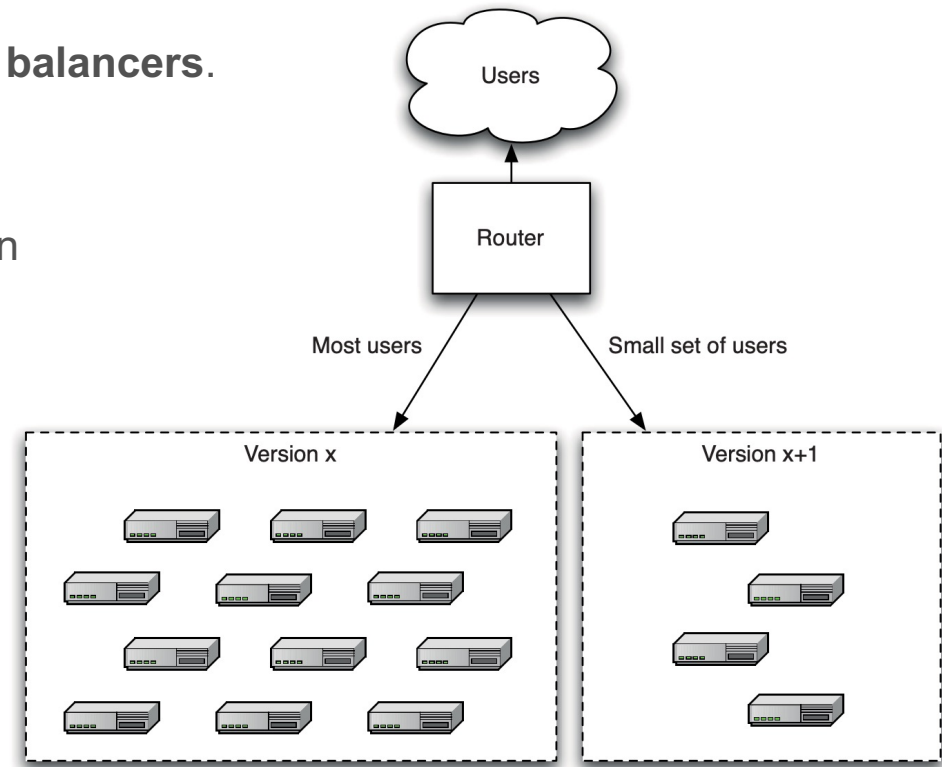 balancers.
n
Users
Router
Most users
Small set of users
Version x
Version x+1